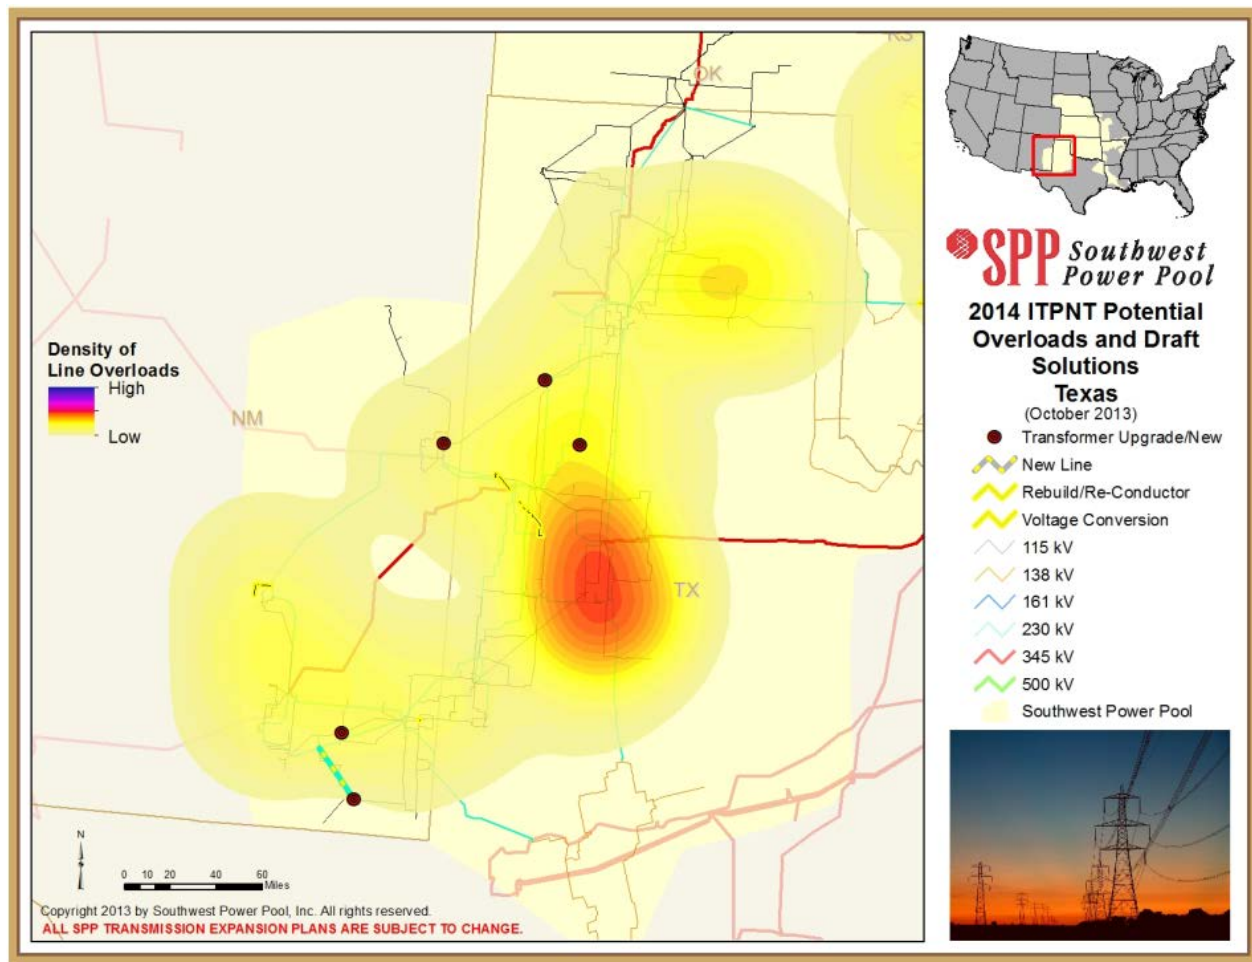 KS
OK
NM
TX
Density of
Line Overloads
High
Low
N
0 10 20 40 60
Miles
Copyright 2013 by Southwest Power Pool, Inc. All rights reserved.
ALL SPP TRANSMISSION EXPANSION PLANS ARE SUBJECT TO CHANGE.
SPP Southwest
Power Pool
2014 ITPNT Potential
Overloads and Draft
Solutions
Texas
(October 2013)
Transformer Upgrade/New
New Line
Rebuild/Re-Conductor
Voltage Conversion
115 kV
138 kV
161 kV
230 kV
345 kV
500 kV
Southwest Power Pool